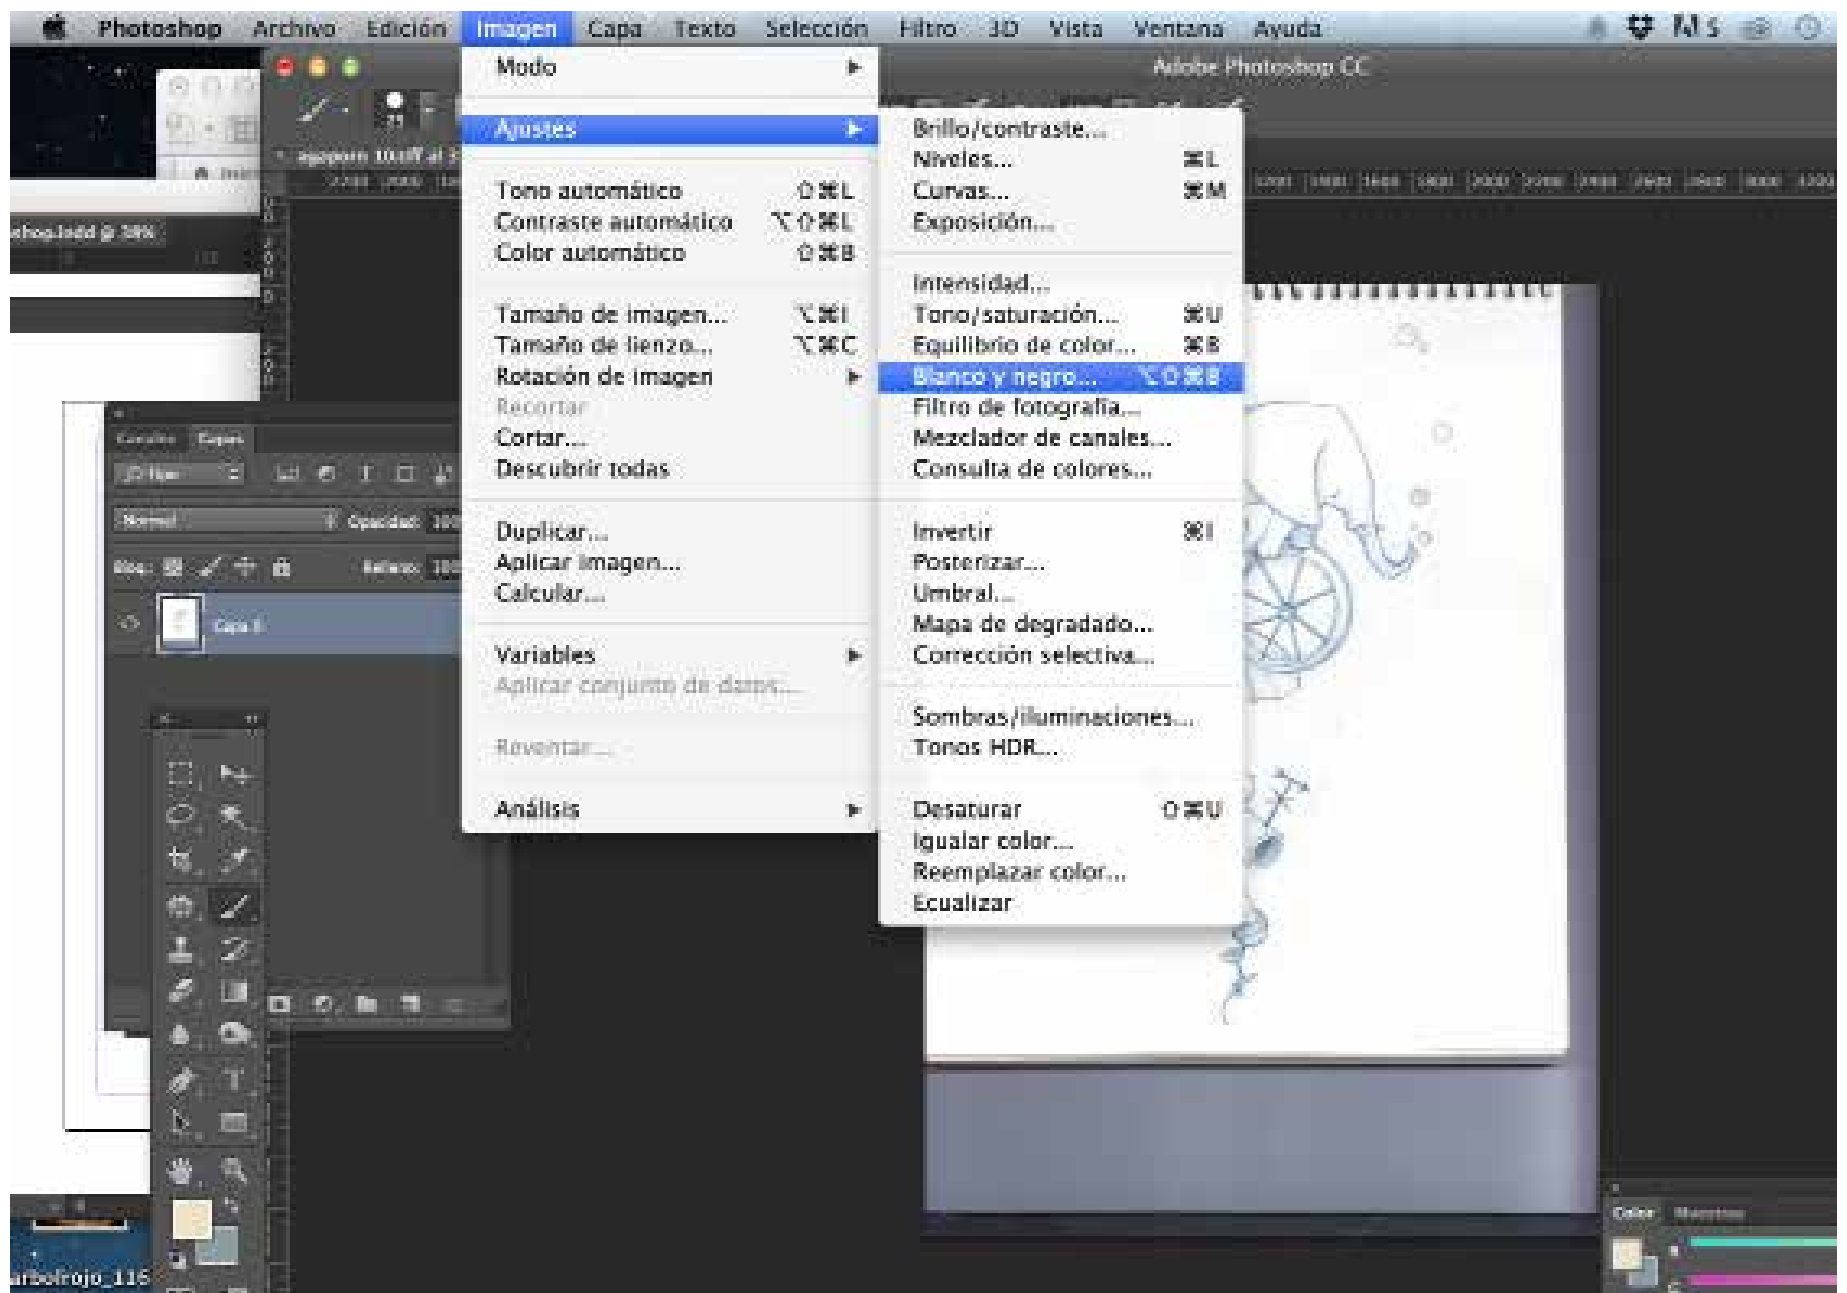 Photoshop Archivo Edición Imagen Capa Texto Selección Filtro 3D Vista Ventana Ayuda
Adobe Photoshop CC
Modo
Ajustes
Tono automático ⇧⌘L
Contraste automático ⌥⇧⌘L
Color automático ⇧⌘B
Tamaño de imagen... ⌥⌘I
Tamaño de lienzo... ⌥⌘C
Rotación de imagen
Recortar
Cortar...
Descubrir todas
Duplicar...
Aplicar imagen...
Calcular...
Variables
Aplicar conjunto de datos...
Reventar...
Análisis
Brillo/contraste...
Niveles... ⌘L
Curvas... ⌘M
Exposición...
Intensidad...
Tono/saturación... ⌘U
Equilibrio de color... ⌘B
Blanco y negro... ⌥⇧⌘B
Filtro de fotografía...
Mezclador de canales...
Consulta de colores...
Invertir ⌘I
Posterizar...
Umbral...
Mapa de degradado...
Corrección selectiva...
Sombras/iluminaciones...
Tonos HDR...
Desaturar ⇧⌘U
Igualar color...
Reemplazar color...
Ecualizar
Canales Capas
Normal Opacidad:
Relleno:
Color Muestras
arbolrojo_116